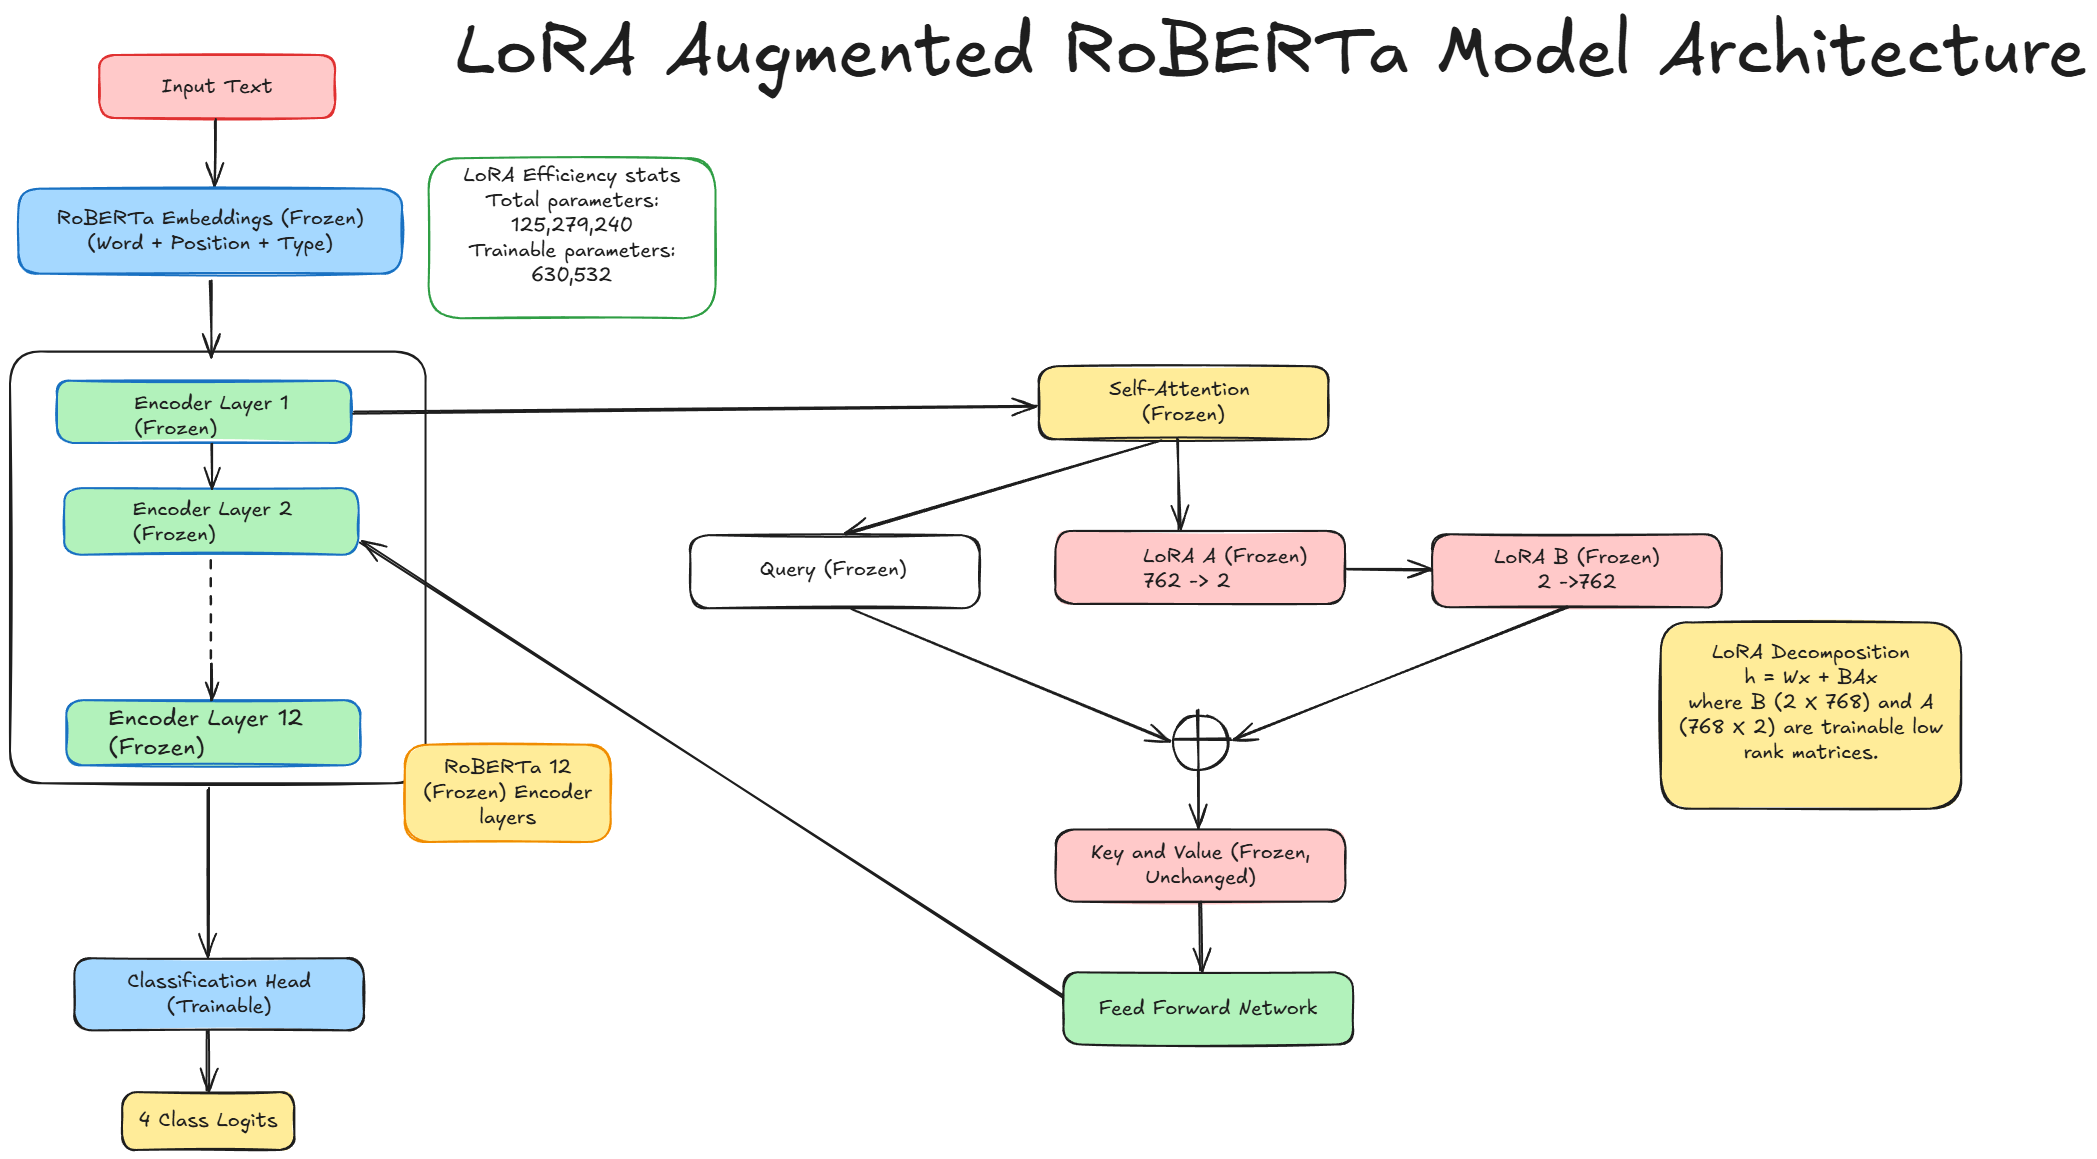 LoRA Augmented RoBERTa Model Architecture
Input Text
RoBERTa Embeddings (Frozen)
(Word + Position + Type)
LoRA Efficiency stats
Total parameters:
125,279,240
Trainable parameters:
630,532
Encoder Layer 1
(Frozen)
Encoder Layer 2
(Frozen)
Encoder Layer 12
(Frozen)
RoBERTa 12
(Frozen) Encoder
layers
Classification Head
(Trainable)
4 Class Logits
Self-Attention
(Frozen)
Query (Frozen)
LoRA A (Frozen)
762 -> 2
LoRA B (Frozen)
2 ->762
LoRA Decomposition
h = Wx + BAx
where B (2 X 768) and A
(768 X 2) are trainable low
rank matrices.
Key and Value (Frozen,
Unchanged)
Feed Forward Network